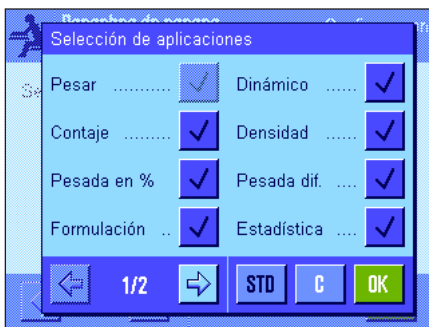 Selección de aplicaciones
Pesar ........... Dinámico ......
Contaje ......... Densidad ......
Pesada en % Pesada dif. ....
Formulación .. Estadística ....
1/2 STD C OK